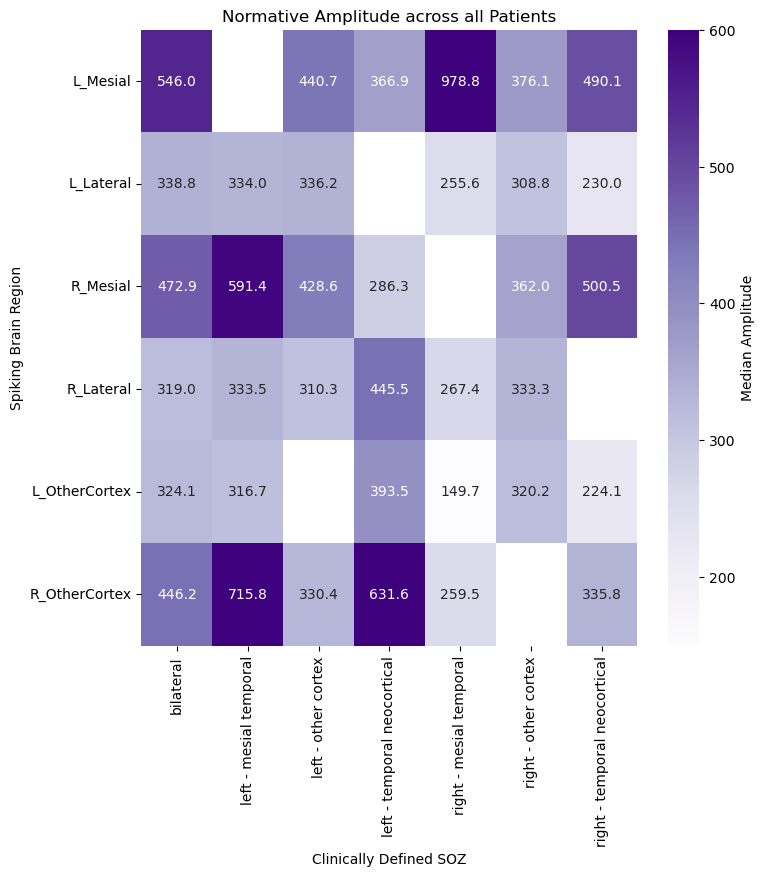 Normative Amplitude across all Patients
Spiking Brain Region
L_Mesial 546.0 440.7 366.9 978.8 376.1 490.1
L_Lateral 338.8 334.0 336.2 255.6 308.8 230.0
R_Mesial 472.9 591.4 428.6 286.3 362.0 500.5
R_Lateral 319.0 333.5 310.3 445.5 267.4 333.3
L_OtherCortex 324.1 316.7 393.5 149.7 320.2 224.1
R_OtherCortex 446.2 715.8 330.4 631.6 259.5 335.8
bilateral
left - mesial temporal
left - other cortex
left - temporal neocortical
right - mesial temporal
right - other cortex
right - temporal neocortical
Clinically Defined SOZ
600
500
400
300
200
Median Amplitude